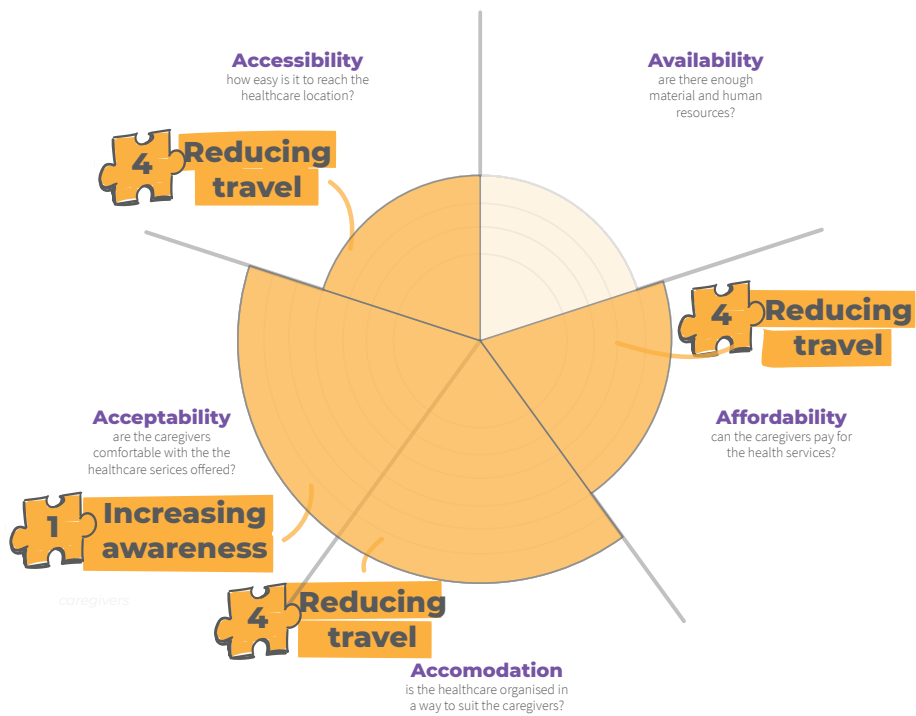 Accessibility
how easy is it to reach the
healthcare location?
Availability
are there enough
material and human
resources?
4 Reducing
travel
4 Reducing
travel
Acceptability
are the caregivers
comfortable with the the
healthcare serices offered?
Affordability
can the caregivers pay for
the health services?
1 Increasing
awareness
caregivers
4 Reducing
travel
Accomodation
is the healthcare organised in
a way to suit the caregivers?